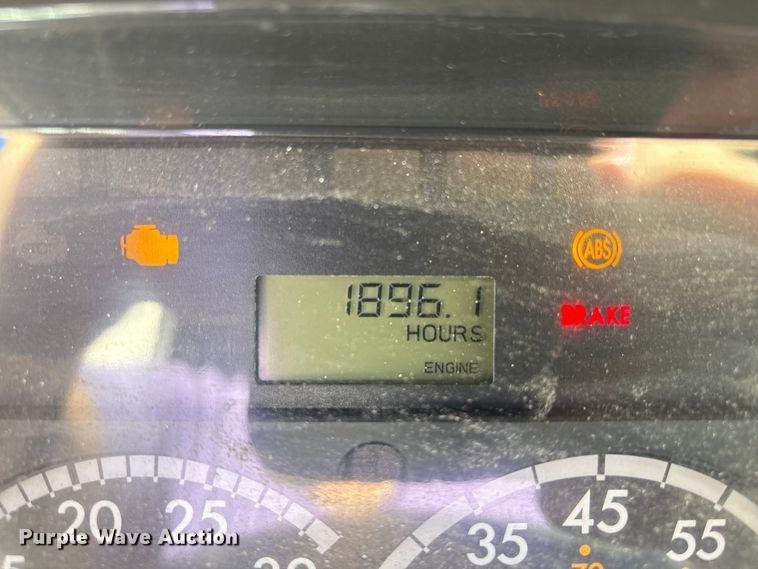 ABS
1896.1
BRAKE
HOURS
ENGINE
20 25
45
35 55
Purple Wave Auction